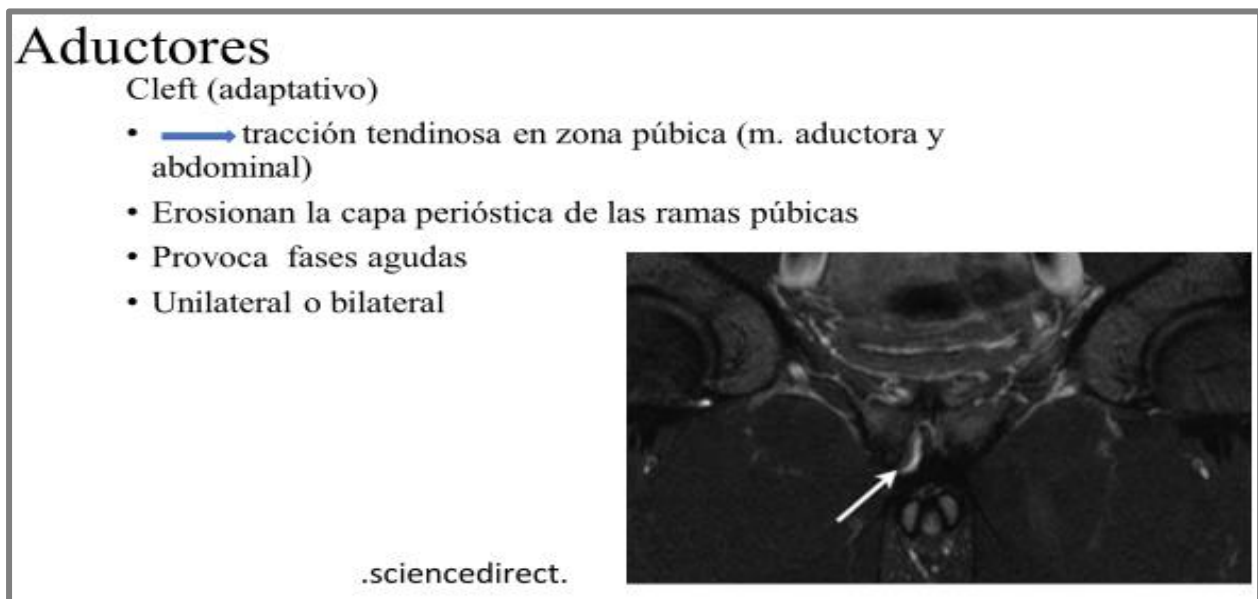 Aductores
Cleft (adaptativo)
• tracción tendinosa en zona púbica (m. aductora y
abdominal)
• Erosionan la capa perióstica de las ramas púbicas
• Provoca fases agudas
• Unilateral o bilateral
.sciencedirect.